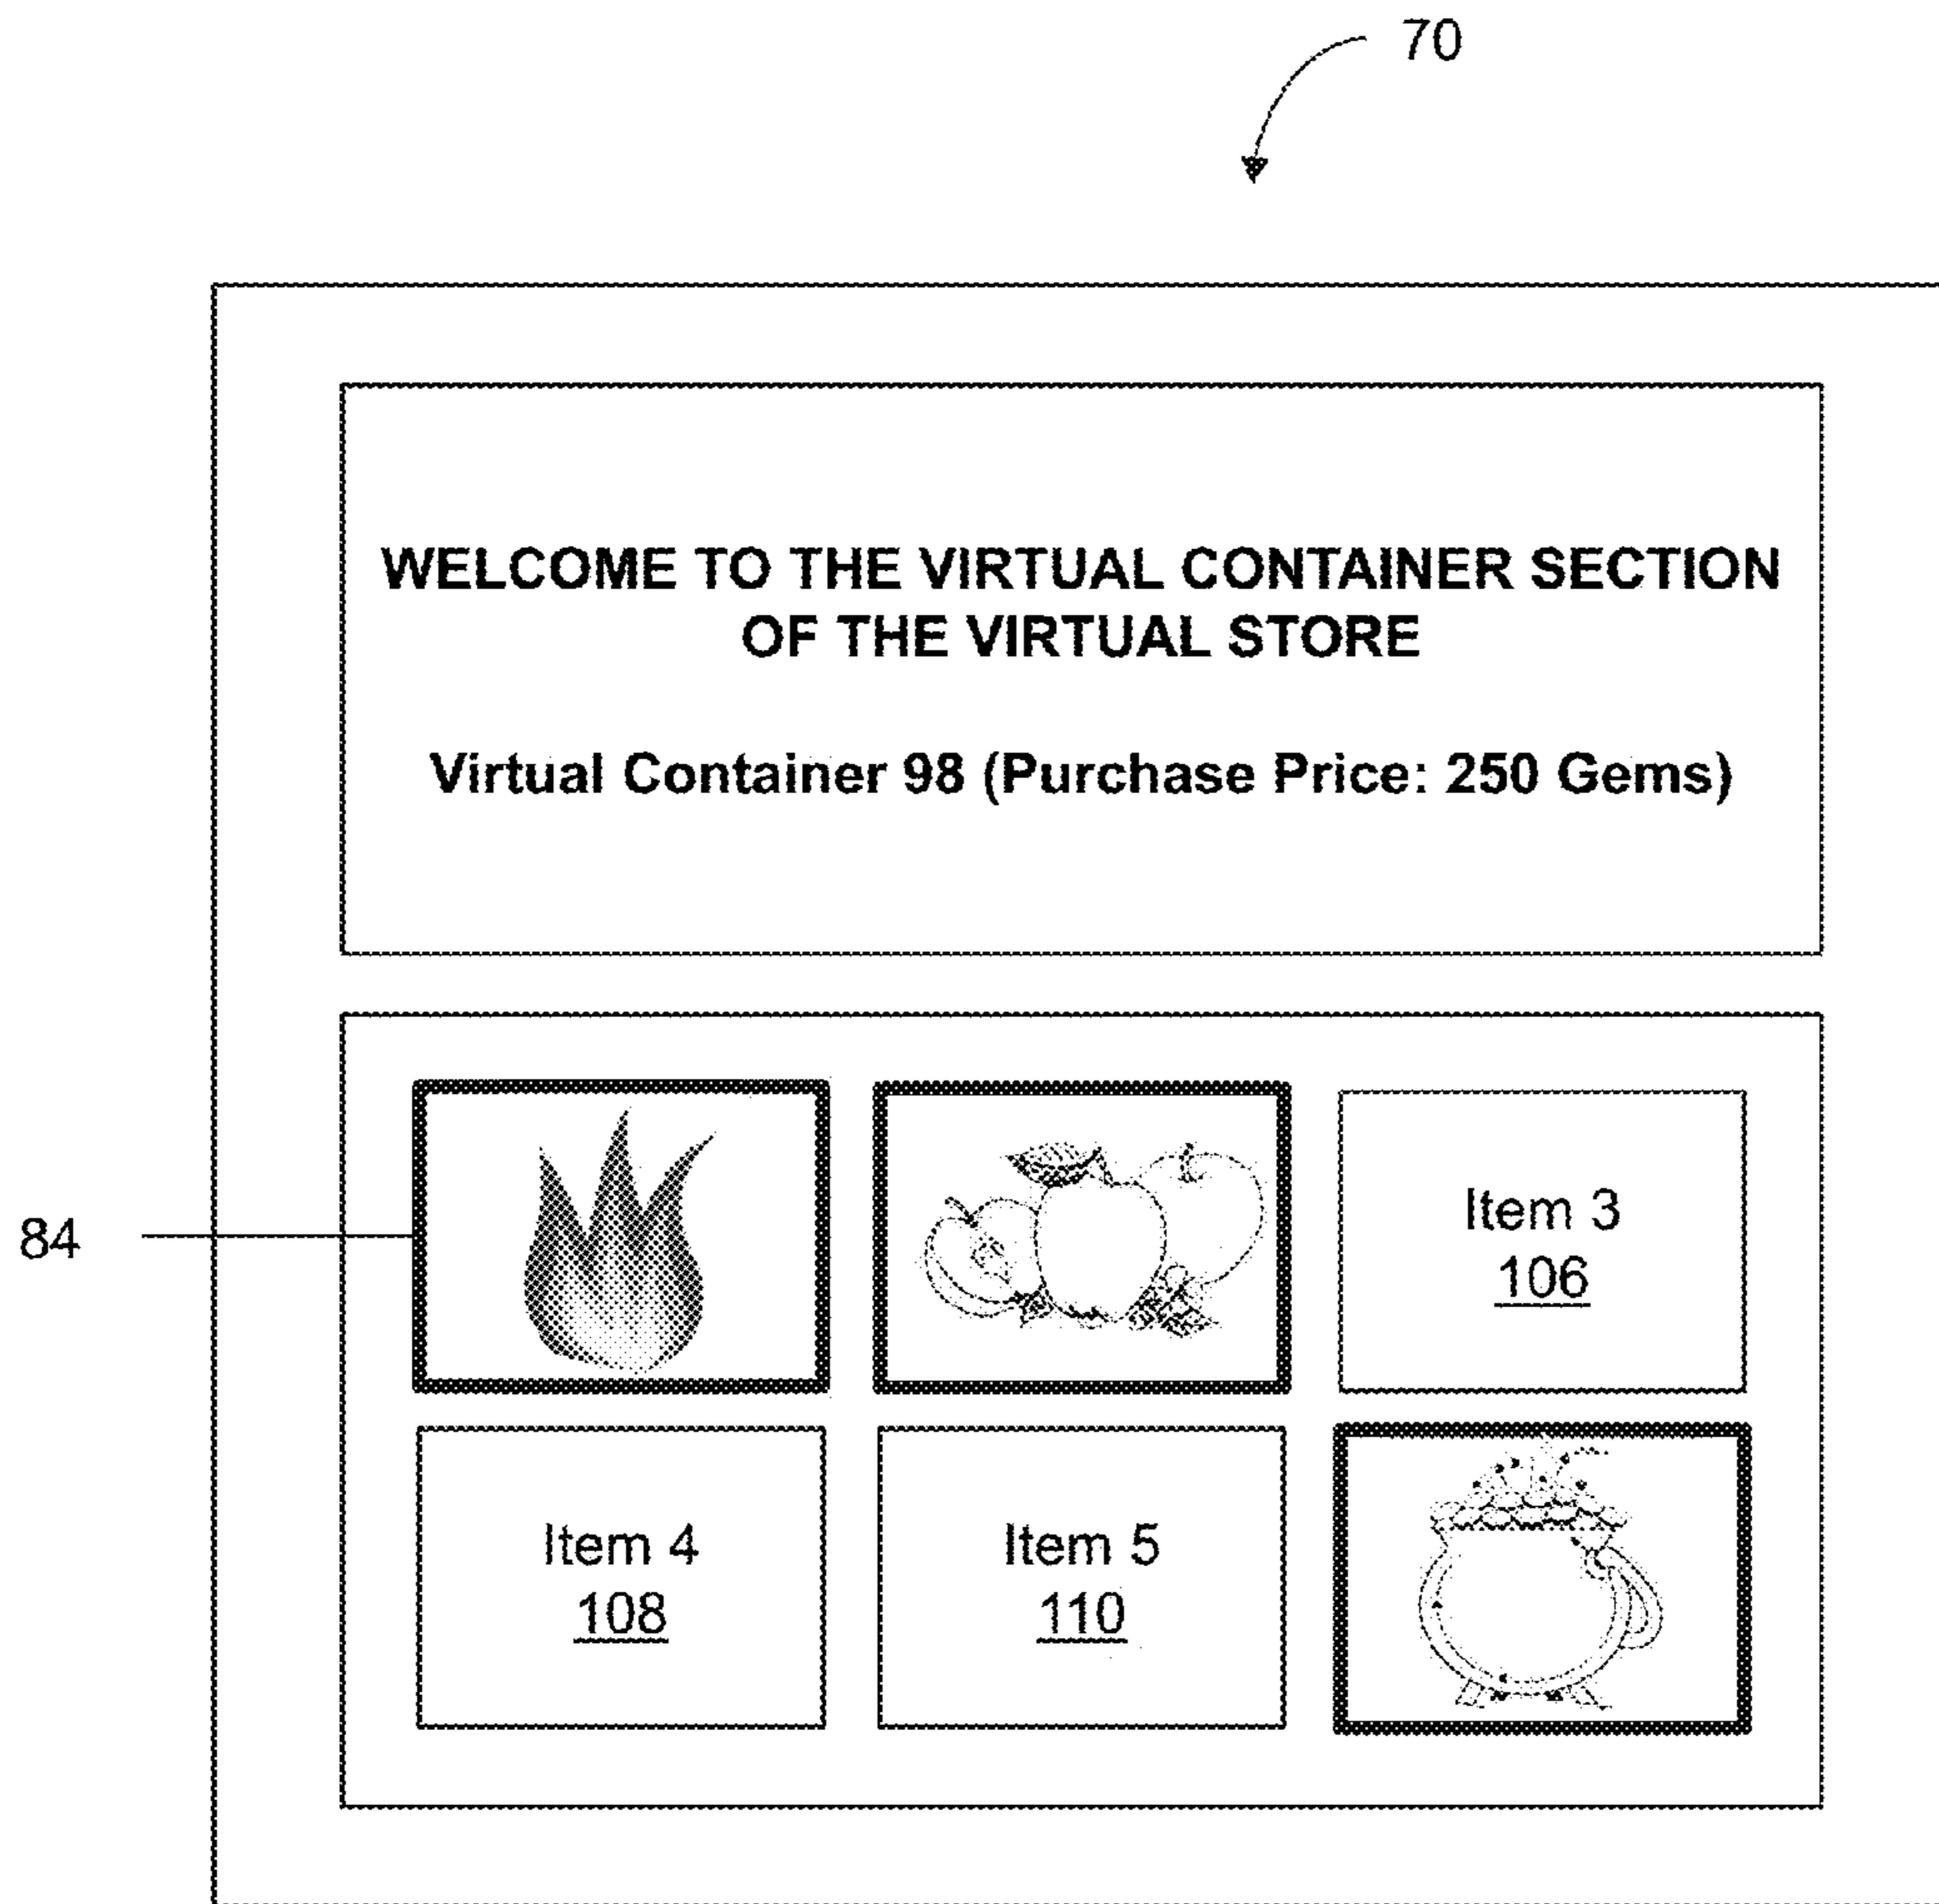 70
WELCOME TO THE VIRTUAL CONTAINER SECTION
OF THE VIRTUAL STORE
Virtual Container 98 (Purchase Price: 250 Gems)
84
Item 3
106
Item 4
108
Item 5
110